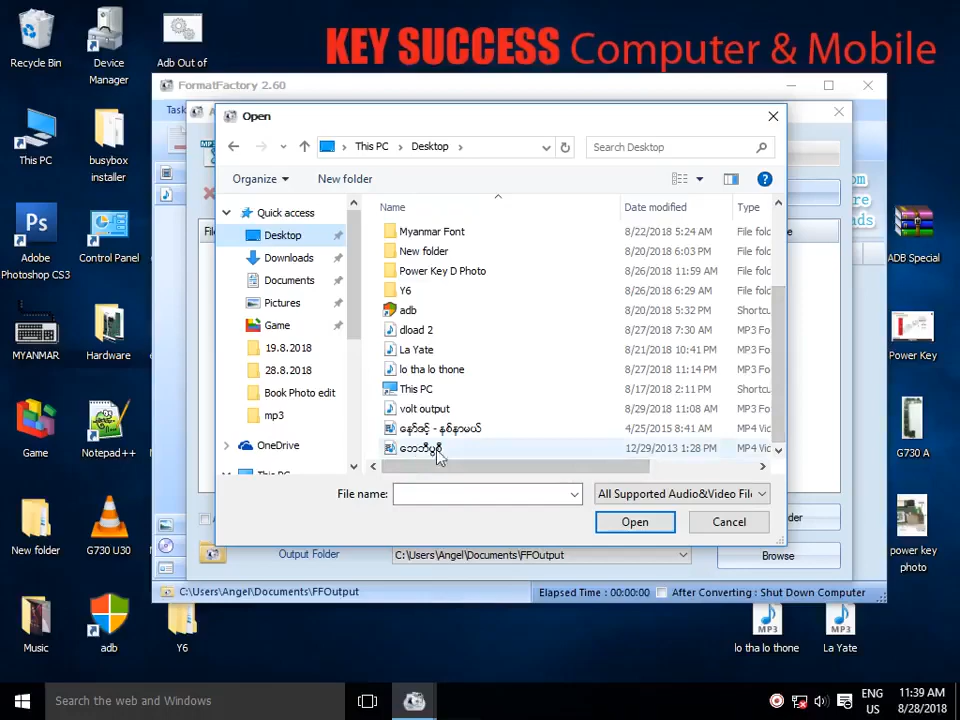 KEY SUCCESS Computer & Mobile
Recycle Bin
Device Manager
Adb Out of
This PC
busybox installer
Adobe Photoshop CS3
Control Panel
MYANMAR
Hardware
Game
Notepad++
New folder
G730 U30
Music
adb
Y6
FormatFactory 2.60
Task
Open
This PC
Desktop
Search Desktop
Organize
New folder
Quick access
Desktop
Downloads
Documents
Pictures
Game
19.8.2018
28.8.2018
Book Photo edit
mp3
OneDrive
This PC
Name Date modified Type
Myanmar Font 8/22/2018 5:24 AM File fold
New folder 8/20/2018 6:03 PM File fold
Power Key D Photo 8/26/2018 11:59 AM File fold
Y6 8/26/2018 6:29 AM File fold
adb 8/20/2018 5:32 PM Shortcu
dload 2 8/27/2018 7:30 AM MP3 Fo
La Yate 8/21/2018 10:41 PM MP3 Fo
lo tha lo thone 8/27/2018 11:14 PM MP3 Fo
This PC 8/17/2018 2:11 PM Shortcu
volt output 8/29/2018 11:08 AM MP3 Fo
4/25/2015 8:41 AM MP4 Vid
12/29/2013 1:28 PM MP4 Vid
File name:
All Supported Audio&Video File
Open
Cancel
Output Folder
C:\Users\Angel\Documents\FFOutput
Browse
C:\Users\Angel\Documents\FFOutput
Elapsed Time : 00:00:00
After Converting : Shut Down Computer
ADB Special
Power Key
G730 A
power key photo
lo tha lo thone
La Yate
Search the web and Windows
ENG
US
11:39 AM
8/28/2018